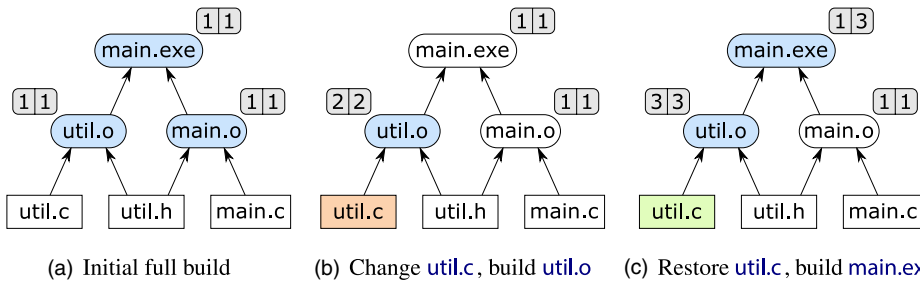 1 1
main.exe
1 1
1 1
util.o
main.o
util.c
util.h
main.c
(a) Initial full build
1 1
main.exe
2 2
1 1
util.o
main.o
util.c
util.h
main.c
(b) Change util.c, build util.o
1 3
main.exe
3 3
1 1
util.o
main.o
util.c
util.h
main.c
(c) Restore util.c, build main.ex